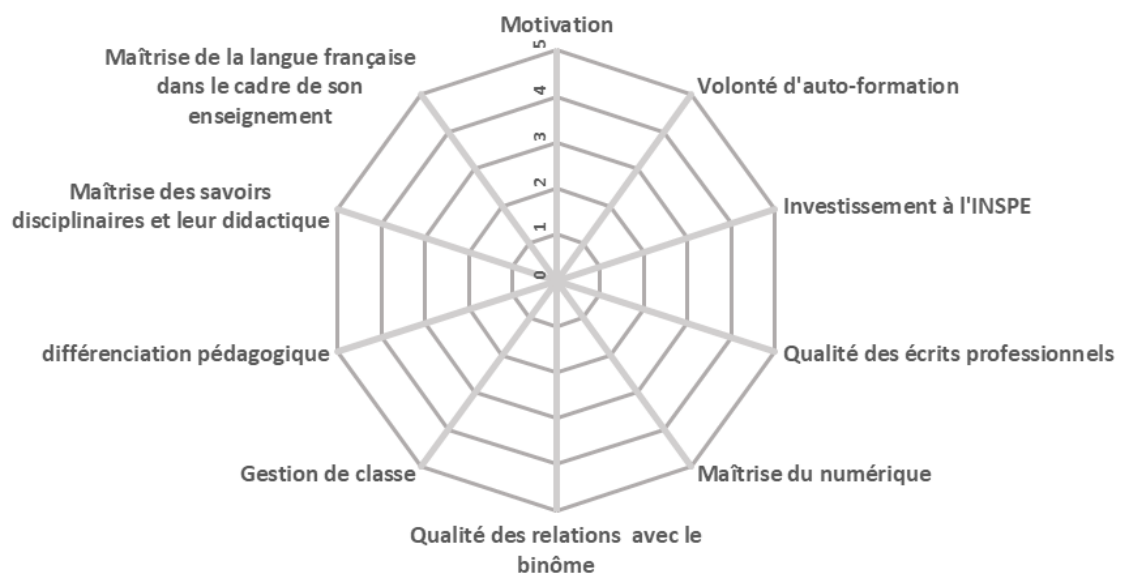 Motivation
5
4
3
2
1
0
Volonté d'auto-formation
Investissement à l'INSPE
Qualité des écrits professionnels
Maîtrise du numérique
Qualité des relations avec le
binôme
Gestion de classe
différenciation pédagogique
Maîtrise des savoirs
disciplinaires et leur didactique
Maîtrise de la langue française
dans le cadre de son
enseignement